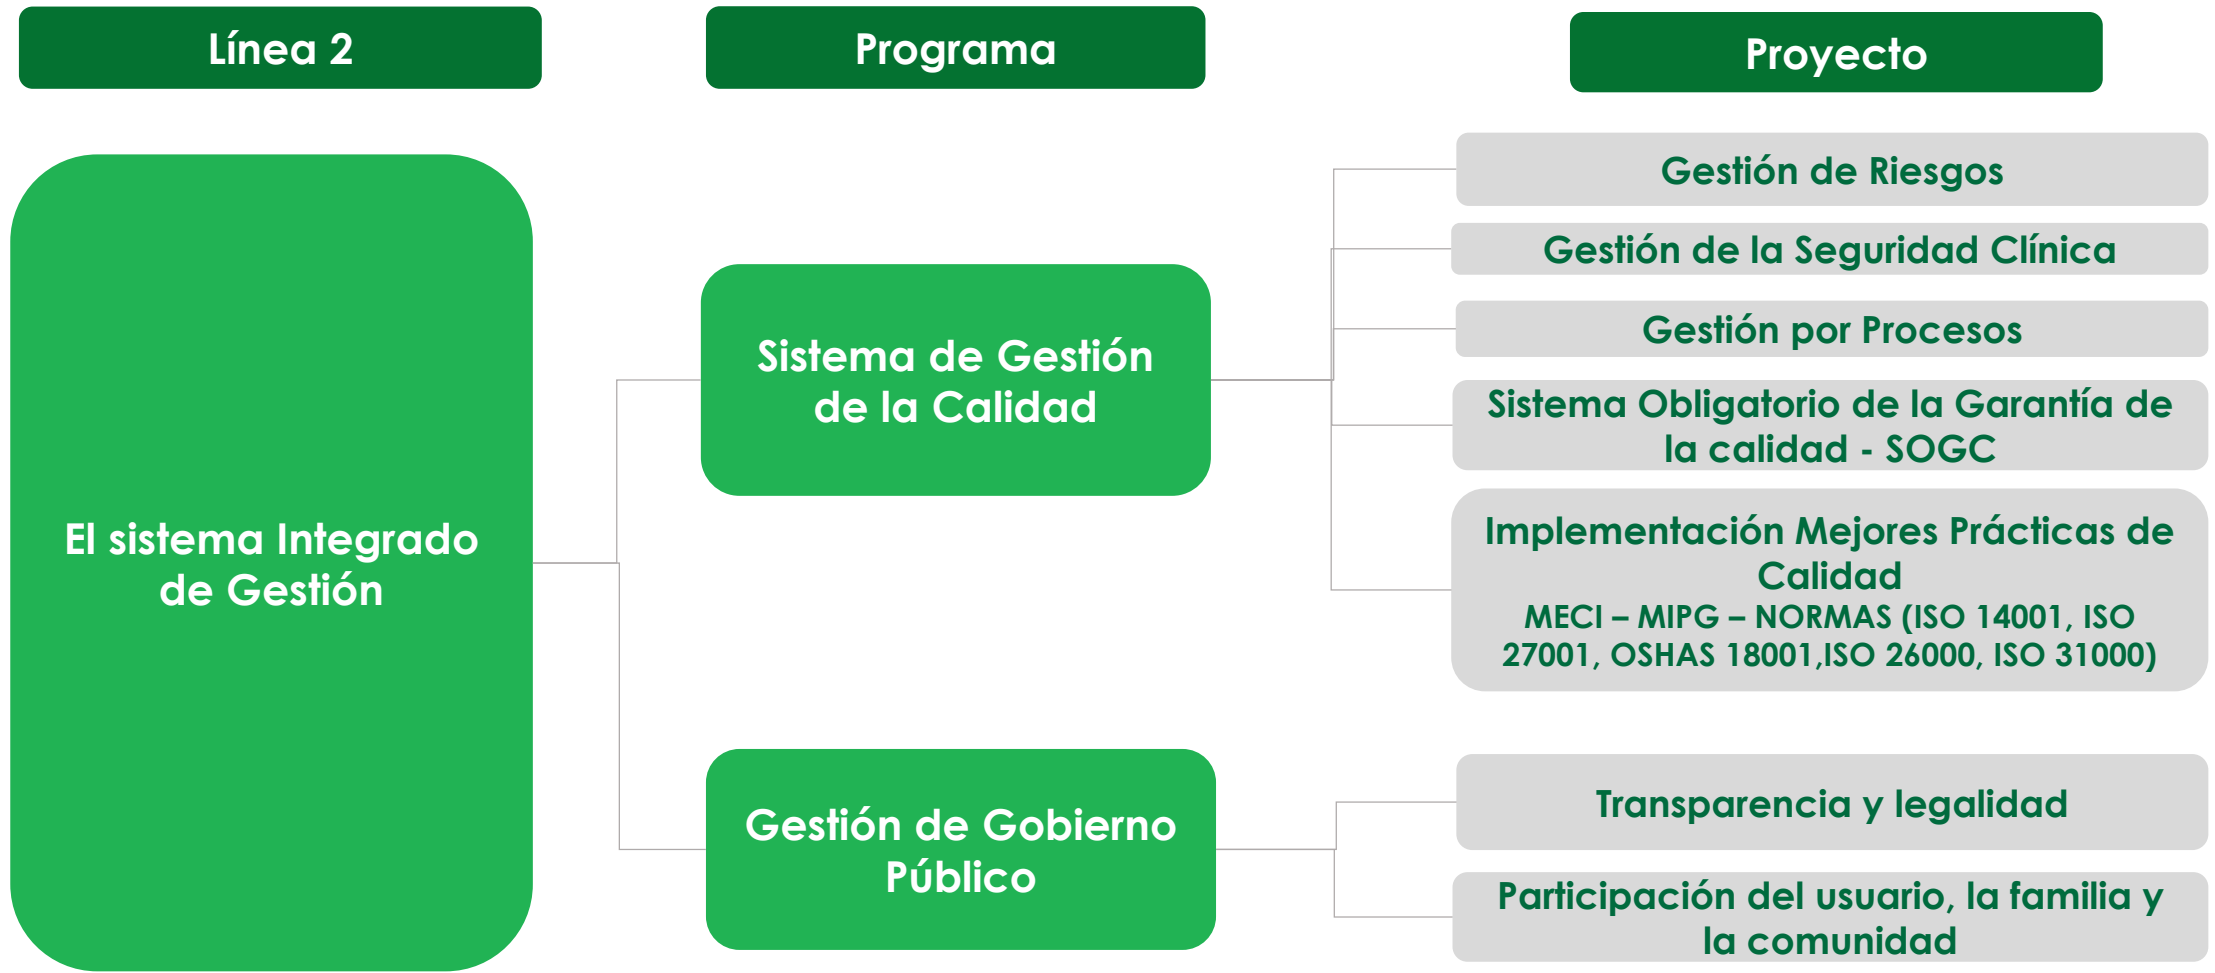 Línea 2
Programa
Proyecto
El sistema Integrado
de Gestión
Sistema de Gestión
de la Calidad
Gestión de Riesgos
Gestión de la Seguridad Clínica
Gestión por Procesos
Sistema Obligatorio de la Garantía de
la calidad - SOGC
Implementación Mejores Prácticas de
Calidad
MECI – MIPG – NORMAS (ISO 14001, ISO
27001, OSHAS 18001,ISO 26000, ISO 31000)
Gestión de Gobierno
Público
Transparencia y legalidad
Participación del usuario, la familia y
la comunidad